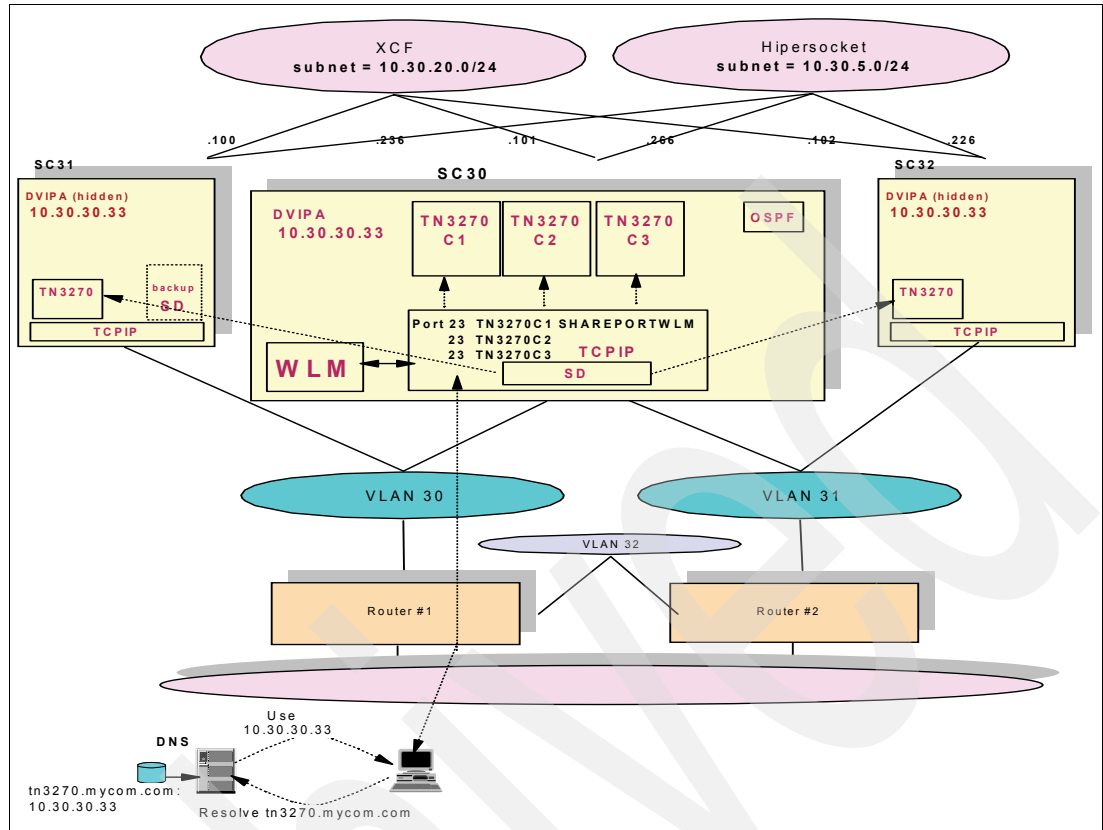 XCF
subnet = 10.30.20.0/24
Hipersocket
subnet = 10.30.5.0/24
.100
.236
.101
.266
.102
.226
SC31
DVIPA (hidden)
10.30.30.33
TN3270
backup
SD
TCPIP
SC30
DVIPA
10.30.30.33
TN3270
C1
TN3270
C2
TN3270
C3
OSPF
Port 23 TN3270C1 SHAREPORTWLM
23 TN3270C2
23 TN3270C3
TCPIP
SD
WLM
SC32
DVIPA (hidden)
10.30.30.33
TN3270
TCPIP
VLAN 30
VLAN 31
VLAN 32
Router #1
Router #2
Use
10.30.30.33
DNS
tn3270.mycom.com:
10.30.30.33
Resolve tn3270.mycom.com